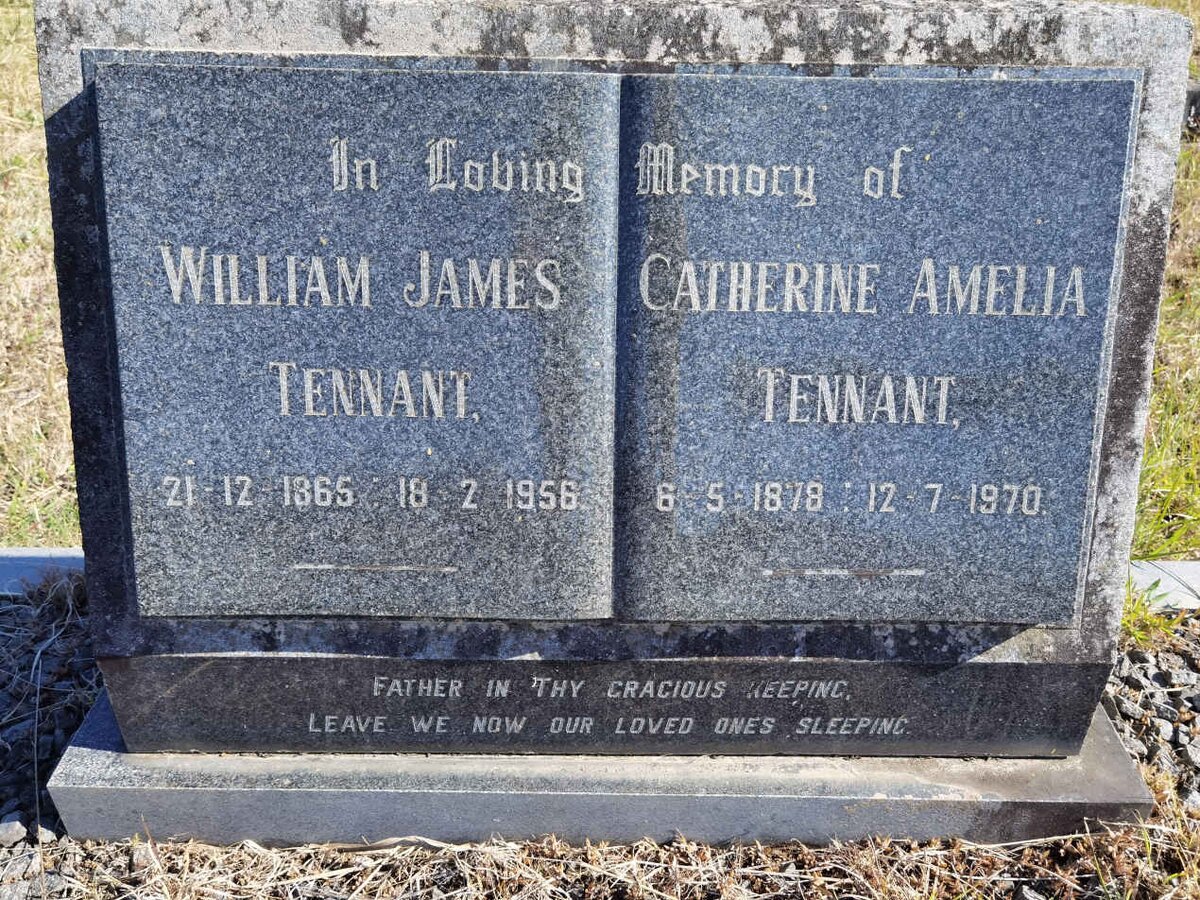 In Loving Memory of
WILLIAM JAMES
TENNANT,
21-12-1865 : 18-2 1956
CATHERINE AMELIA
TENNANT,
6-5-1878 : 12-7-1970.
FATHER IN THY GRACIOUS KEEPING,
LEAVE WE NOW OUR LOVED ONES SLEEPING.